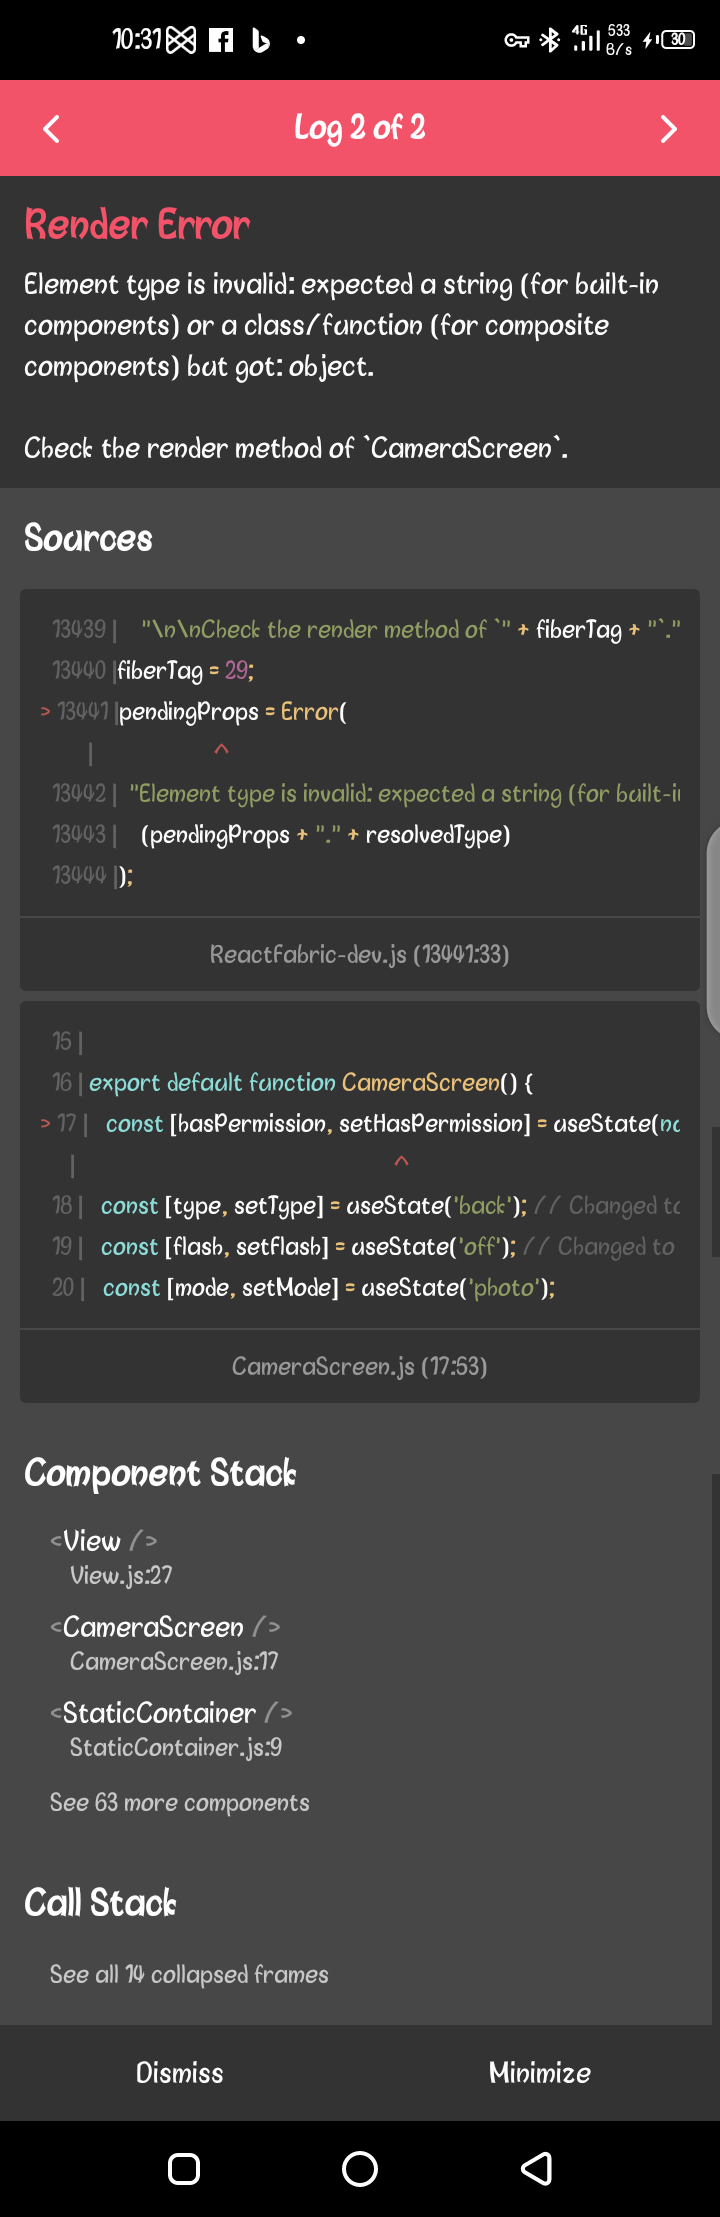 10:31
4G 533 B/s 30
Log 2 of 2
Render Error
Element type is invalid: expected a string (for built-in
components) or a class/function (for composite
components) but got: object.
Check the render method of `CameraScreen`.
Sources
13439 | "\n\nCheck the render method of `" + fiberTag + "`."
13440 | fiberTag = 29;
> 13441 | pendingProps = Error(
| ^
13442 | "Element type is invalid: expected a string (for built-i
13443 | (pendingProps + "." + resolvedType)
13444 | );
ReactFabric-dev.js (13441:33)
15 |
16 | export default function CameraScreen() {
> 17 | const [hasPermission, setHasPermission] = useState(
| ^
18 | const [type, setType] = useState('back'); // Changed
19 | const [flash, setFlash] = useState('off'); // Changed to
20 | const [mode, setMode] = useState('photo');
CameraScreen.js (17:53)
Component Stack
<View />
View.js:27
<CameraScreen />
CameraScreen.js:17
<StaticContainer />
StaticContainer.js:9
See 63 more components
Call Stack
See all 14 collapsed frames
Dismiss Minimize